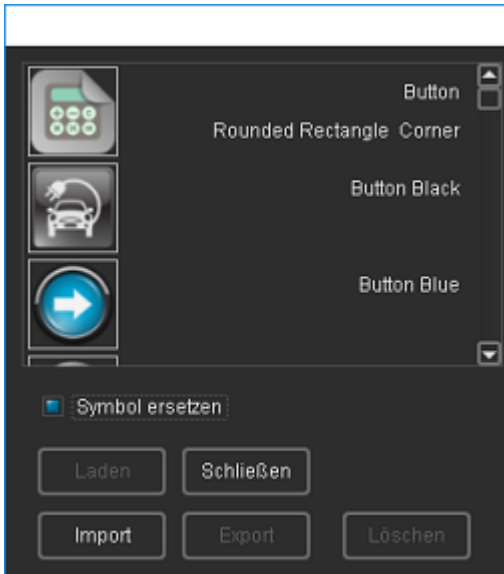 Button
Rounded Rectangle Corner
Button Black
Button Blue
Symbol ersetzen
Laden
Schließen
Import
Export
Löschen